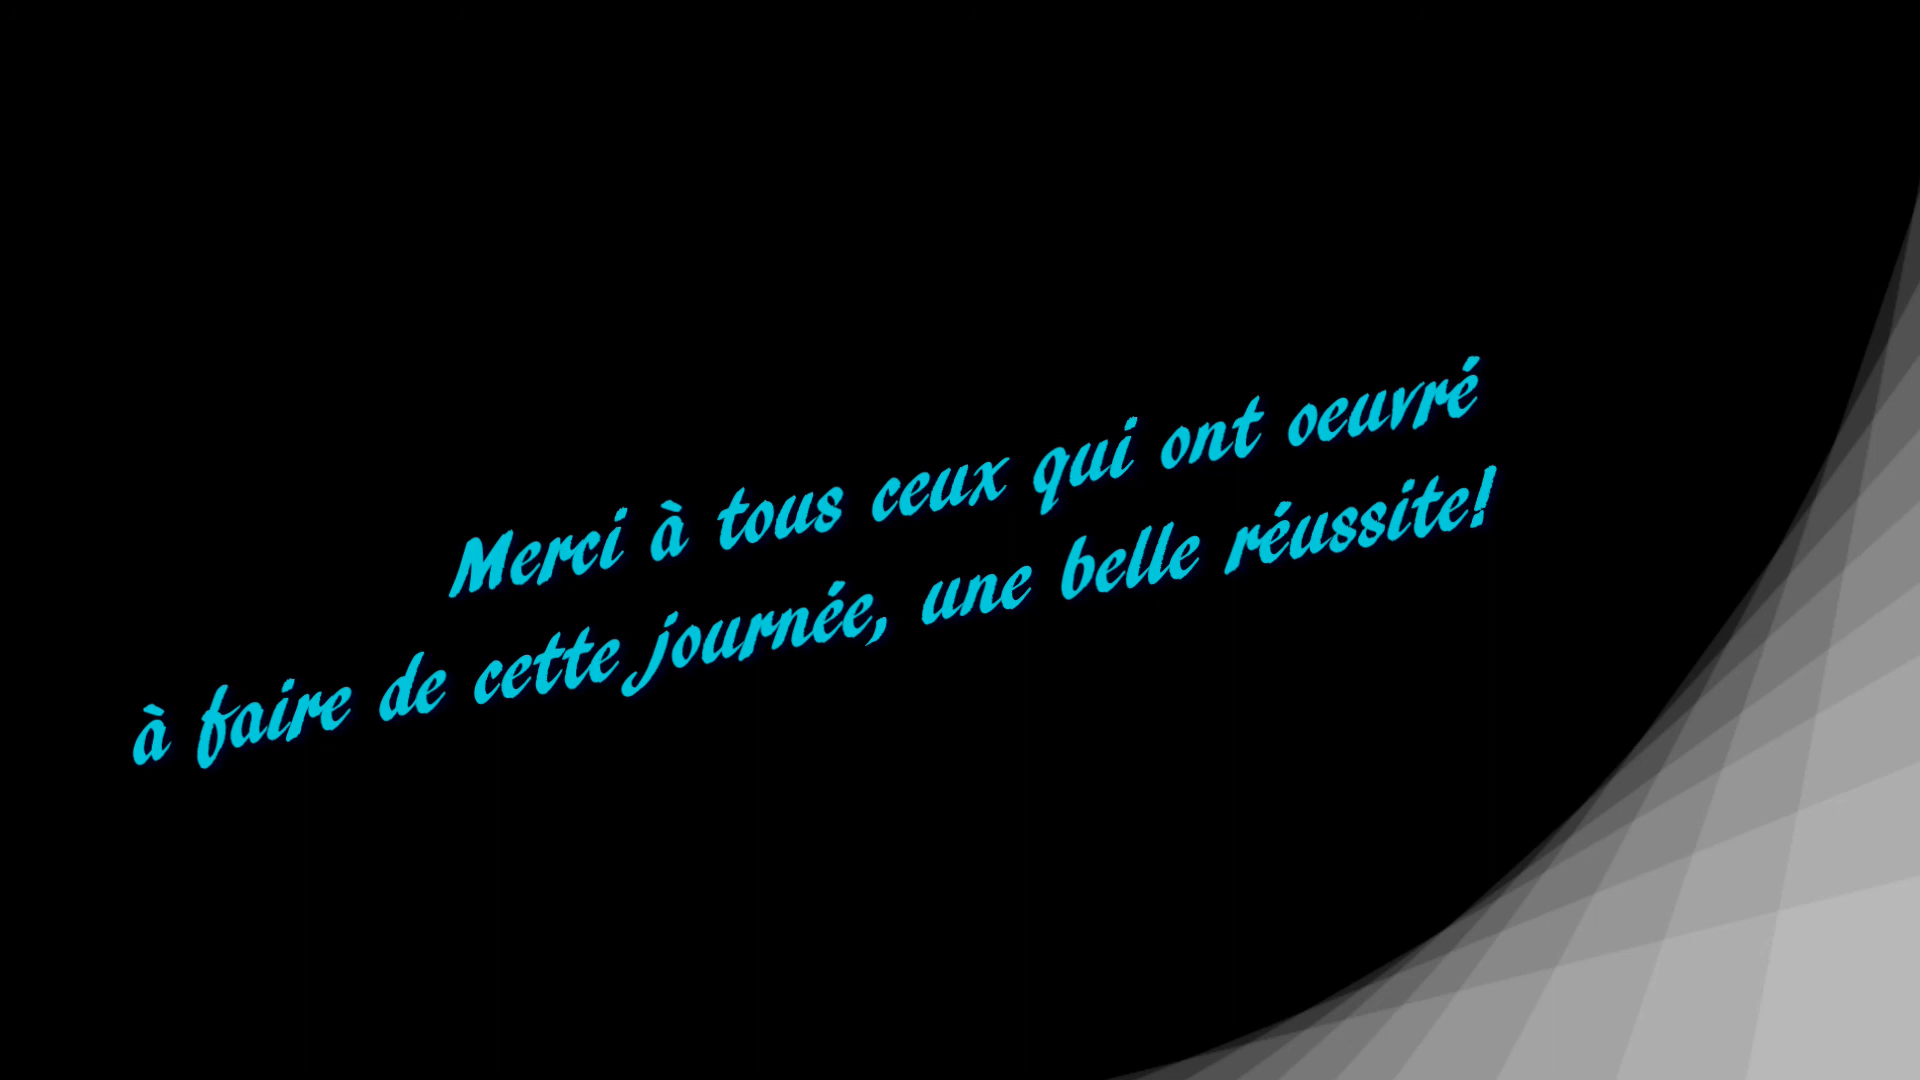 Merci à tous ceux qui ont oeuvré
à faire de cette journée, une belle réussite!